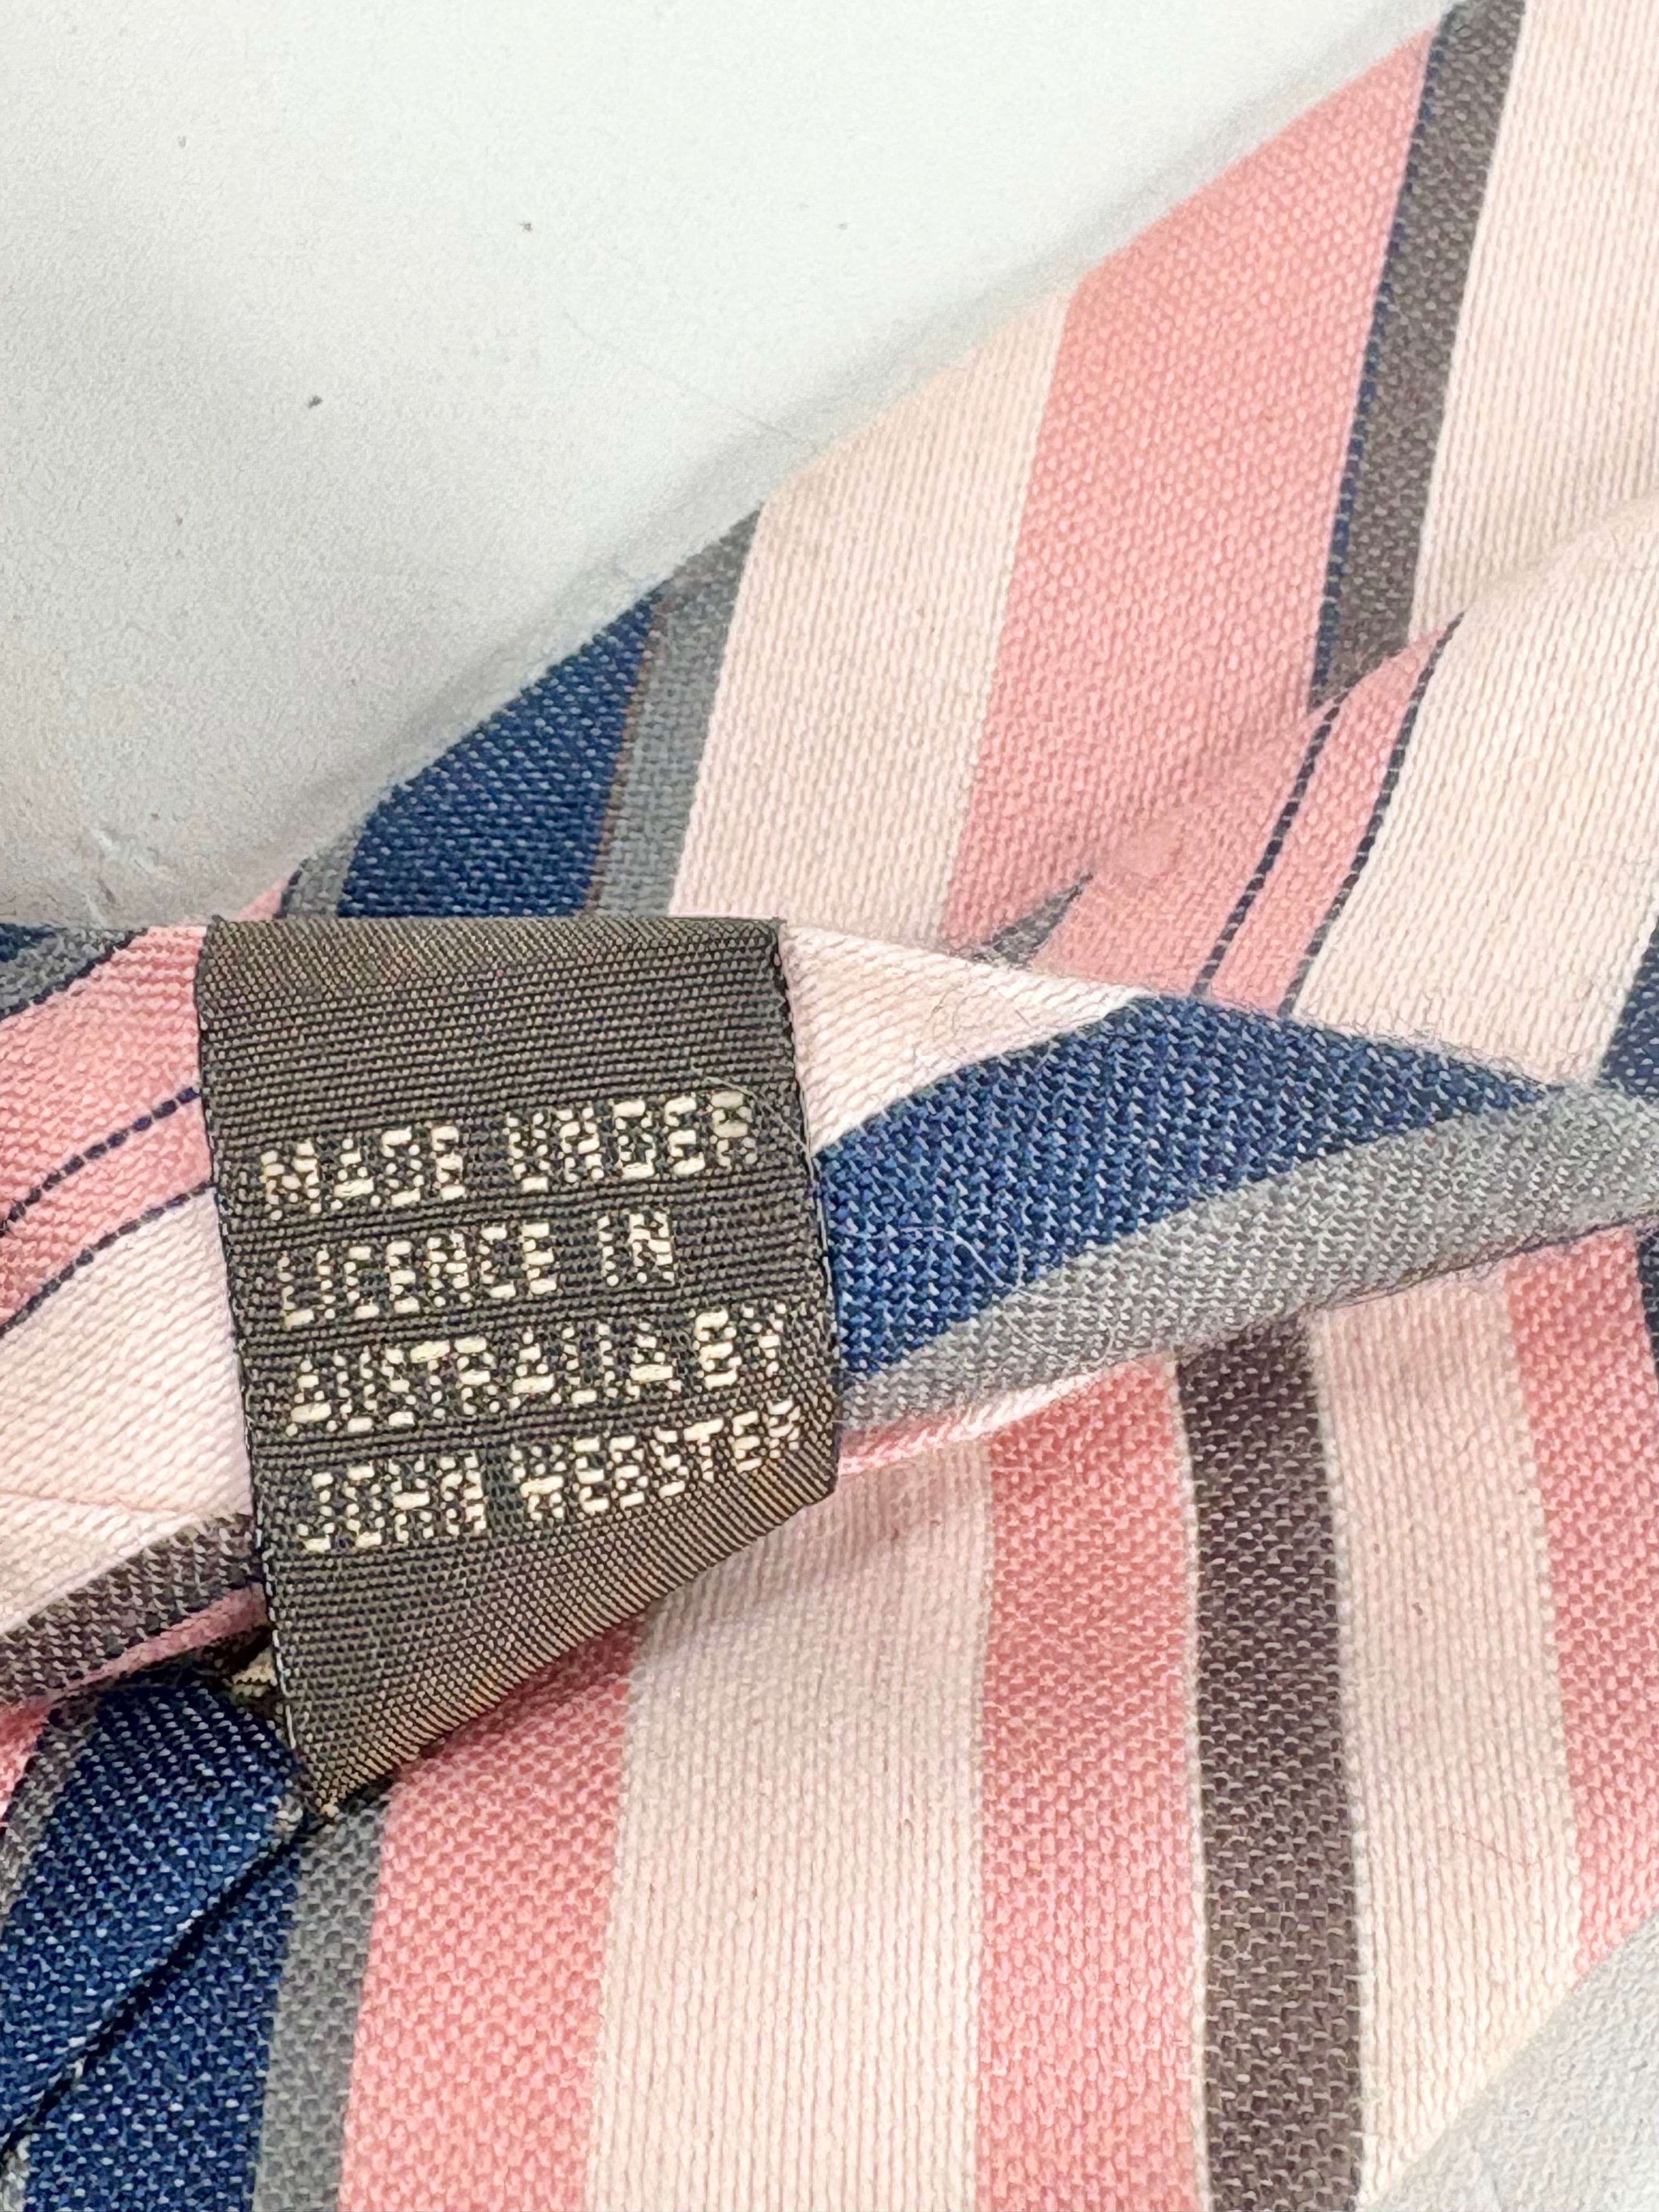 MADE UNDER
LICENCE IN
AUSTRALIA BY
JOHN WEBSTER